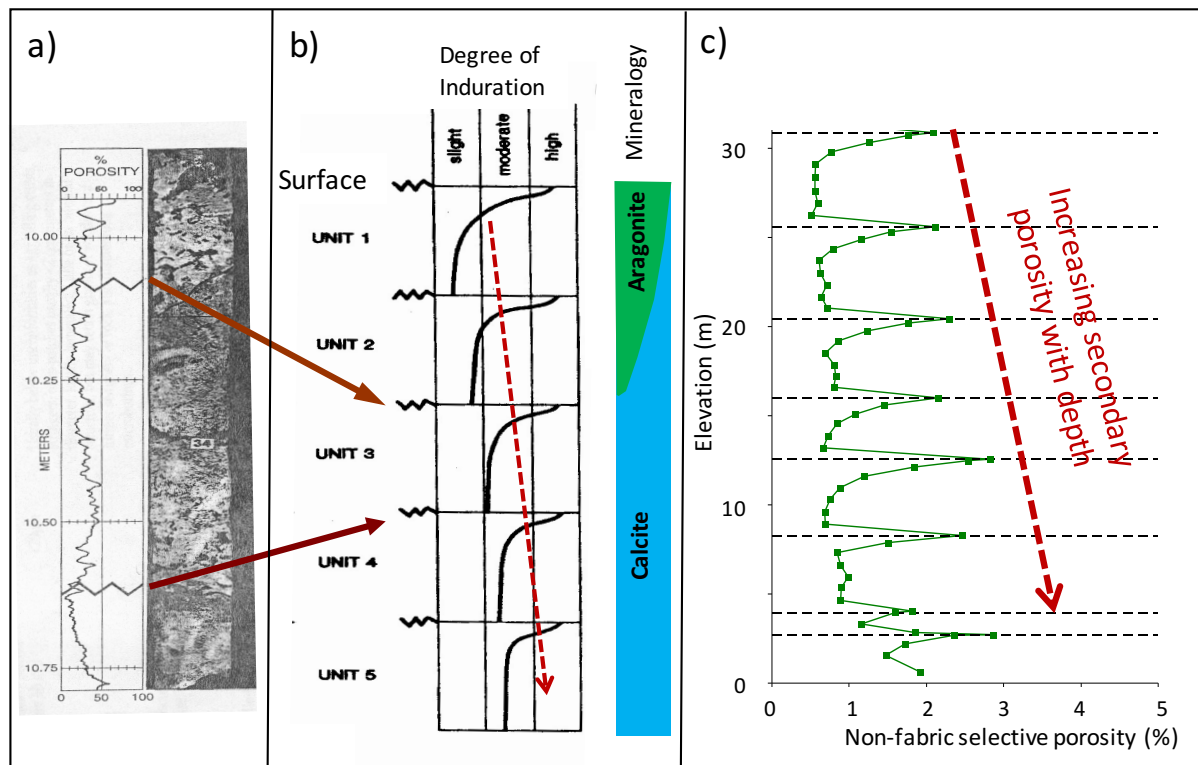 a)
%
POROSITY
0 60 100
10.00
10.25
METERS
10.50
10.75
0 50 100
34
b)
Degree of
Induration
slight
moderate
high
Mineralogy
Surface
UNIT 1
UNIT 2
UNIT 3
UNIT 4
UNIT 5
Aragonite
Calcite
c)
30
20
10
0
Elevation (m)
Increasing secondary
porosity with depth
0 1 2 3 4 5
Non-fabric selective porosity (%)